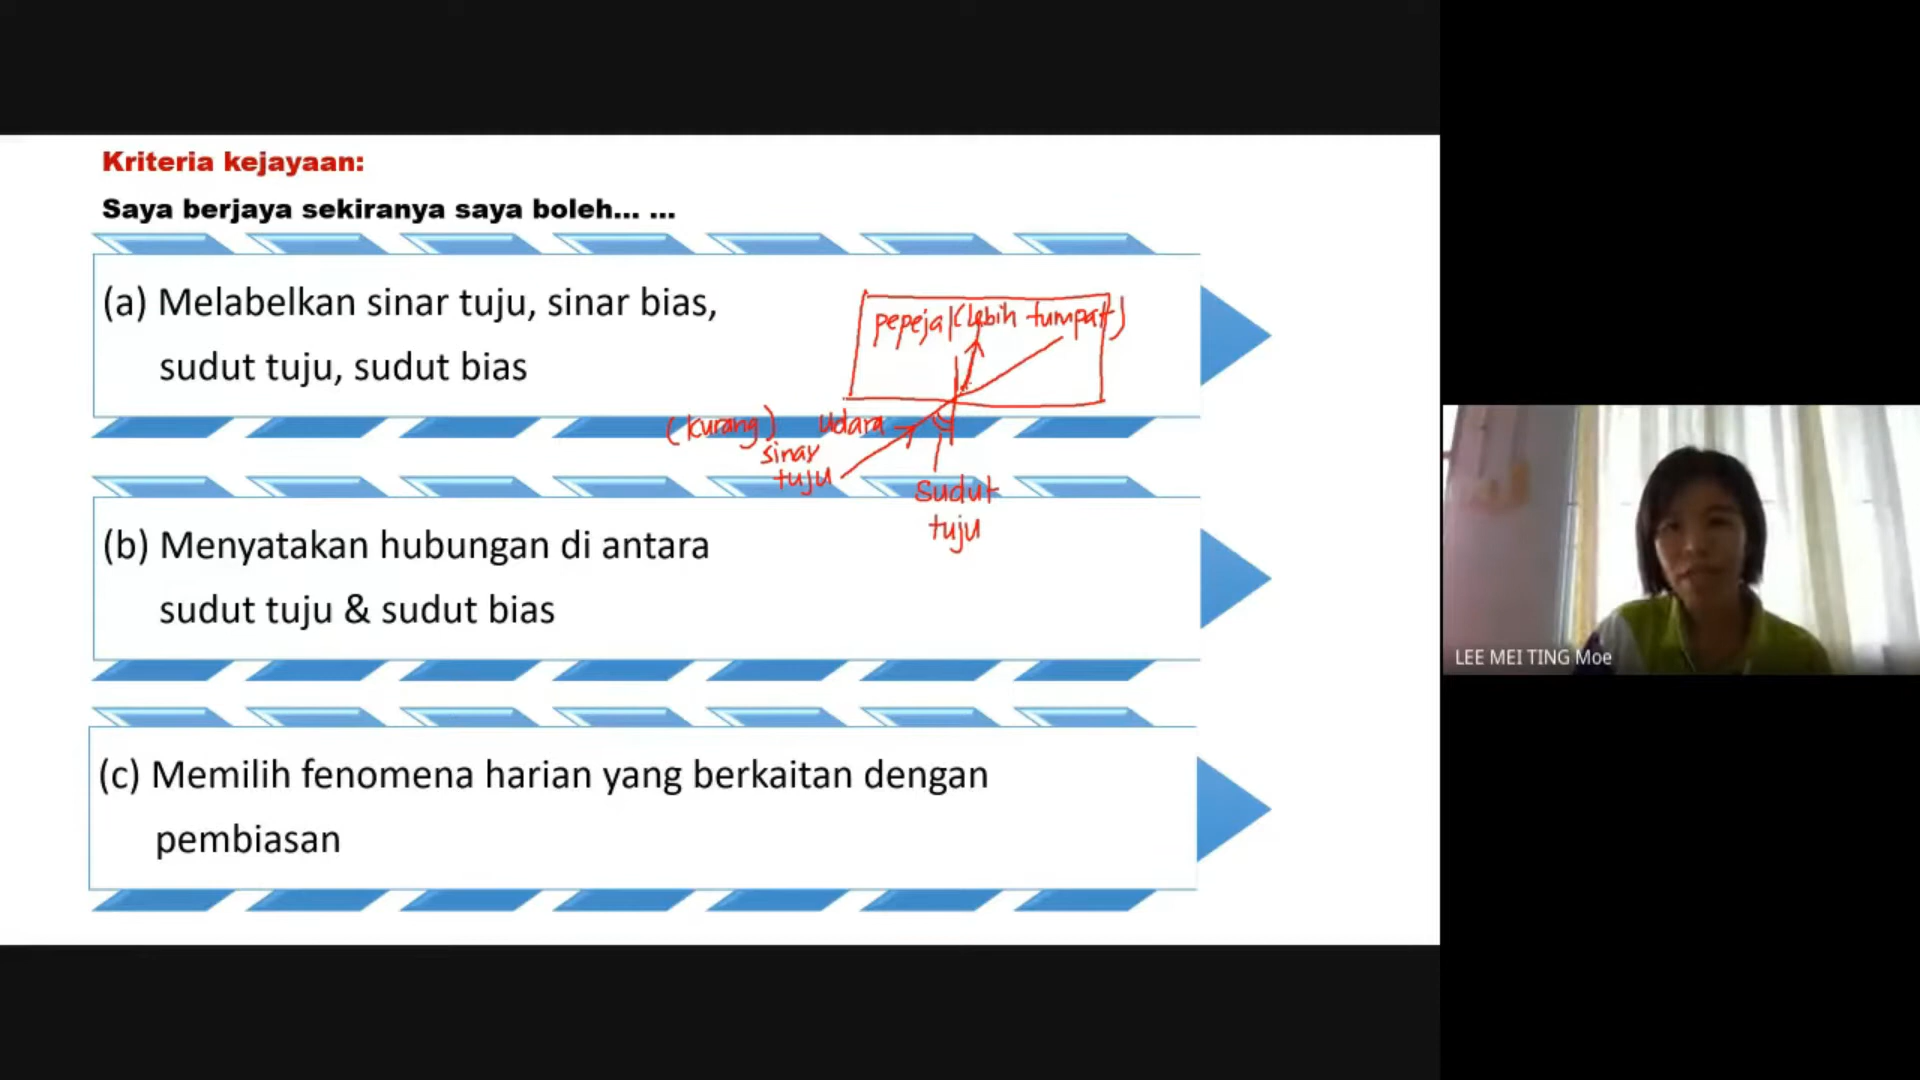 Kriteria kejayaan:
Saya berjaya sekiranya saya boleh... ...
(a) Melabelkan sinar tuju, sinar bias,
sudut tuju, sudut bias
pepejal (lebih tumpat)
(kurang) udara
sinar
tuju
sudut
tuju
(b) Menyatakan hubungan di antara
sudut tuju & sudut bias
(c) Memilih fenomena harian yang berkaitan dengan
pembiasan
LEE MEI TING Moe